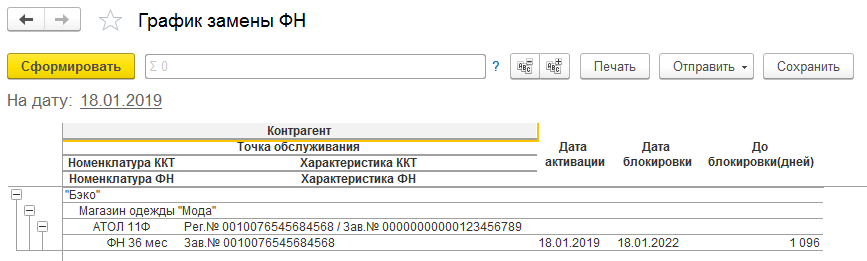 График замены ФН
Сформировать Σ 0 ? Печать Отправить Сохранить
На дату: 18.01.2019
Контрагент
Точка обслуживания
Номенклатура ККТ Характеристика ККТ
Номенклатура ФН Характеристика ФН
Дата активации
Дата блокировки
До блокировки(дней)
"Бэко"
Магазин одежды "Мода"
АТОЛ 11Ф Рег.№ 0010076545684568 / Зав.№ 00000000000123456789
ФН 36 мес Зав.№ 0010076545684568 18.01.2019 18.01.2022 1 096